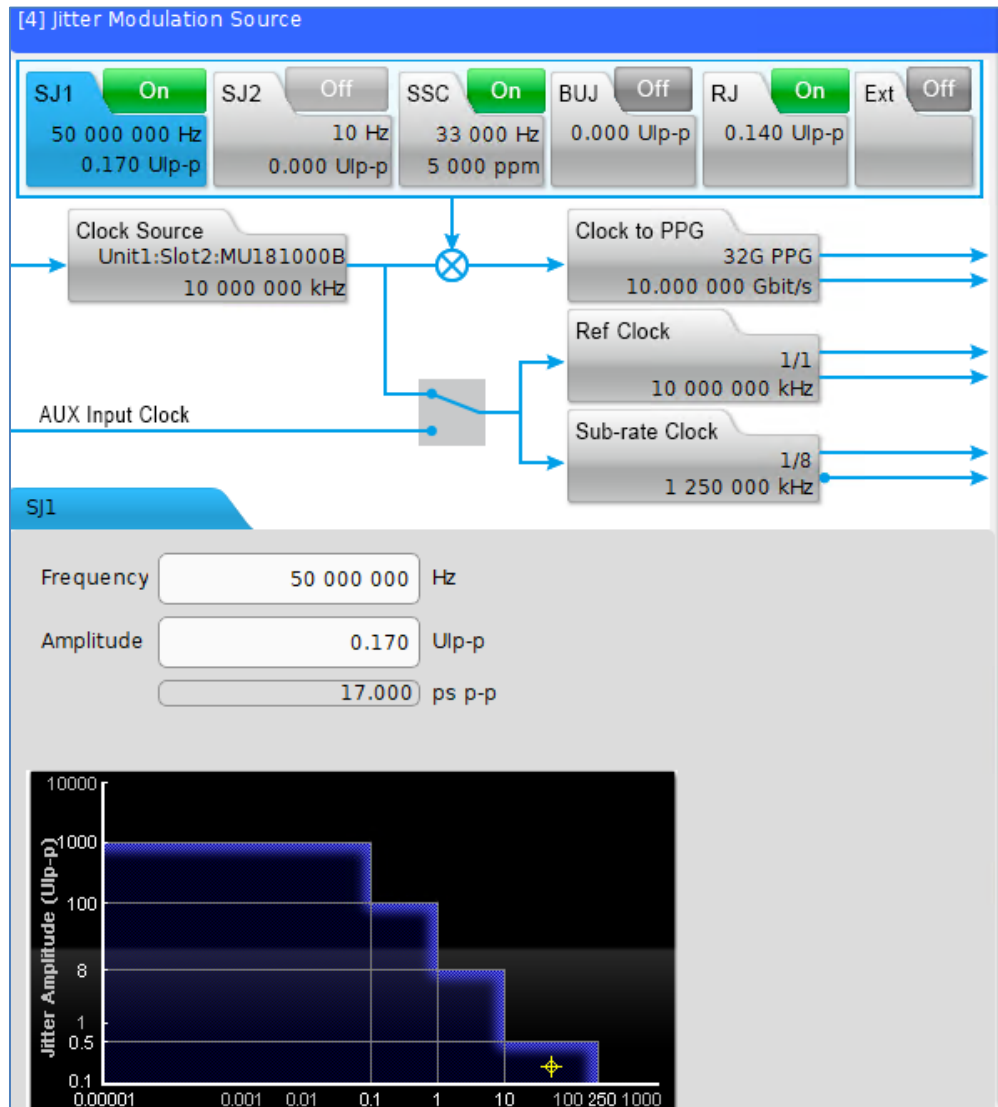 [4] Jitter Modulation Source
SJ1 On SJ2 Off SSC On BUJ Off RJ On Ext Off
50 000 000 Hz 10 Hz 33 000 Hz 0.000 UIp-p 0.140 UIp-p
0.170 UIp-p 0.000 UIp-p 5 000 ppm
Clock Source
Unit1:Slot2:MU181000B
10 000 000 kHz
Clock to PPG
32G PPG
10.000 000 Gbit/s
Ref Clock
1/1
10 000 000 kHz
AUX Input Clock
Sub-rate Clock
1/8
1 250 000 kHz
SJ1
Frequency 50 000 000 Hz
Amplitude 0.170 UIp-p
17.000 ps p-p
Jitter Amplitude (UIp-p)
10000
1000
100
8
1
0.5
0.1
0.00001 0.001 0.01 0.1 1 10 100 250 1000